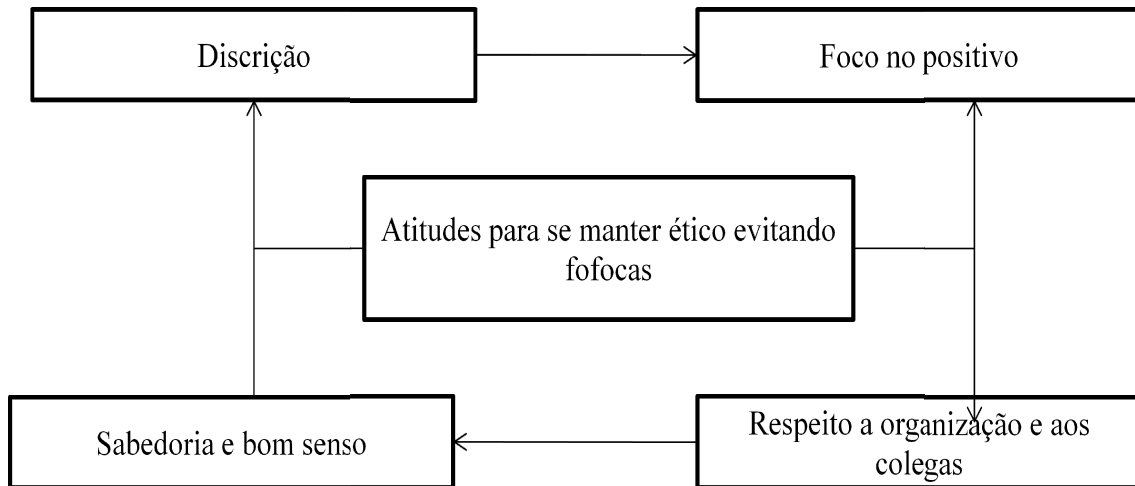 Discrição
Foco no positivo
Atitudes para se manter ético evitando
fofocas
Sabedoria e bom senso
Respeito a organização e aos
colegas